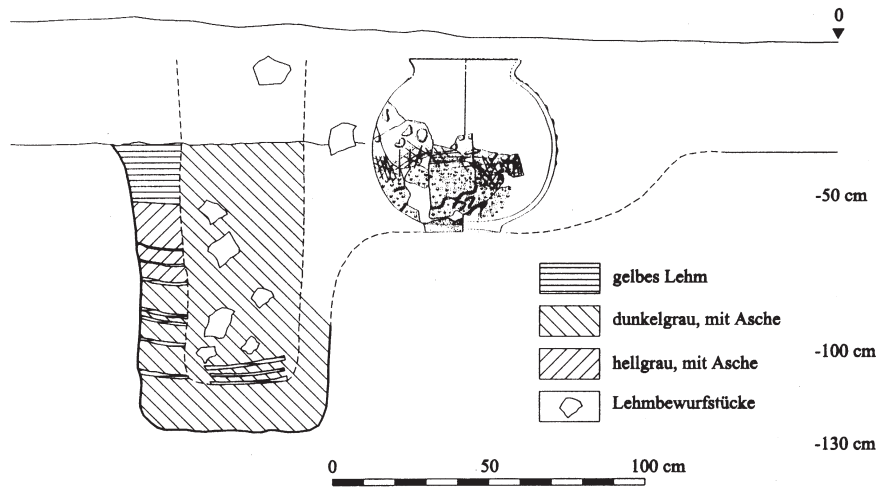 0
-50 cm
gelbes Lehm
dunkelgrau, mit Asche
-100 cm
hellgrau, mit Asche
Lehmbewurfstücke
-130 cm
0 50 100 cm